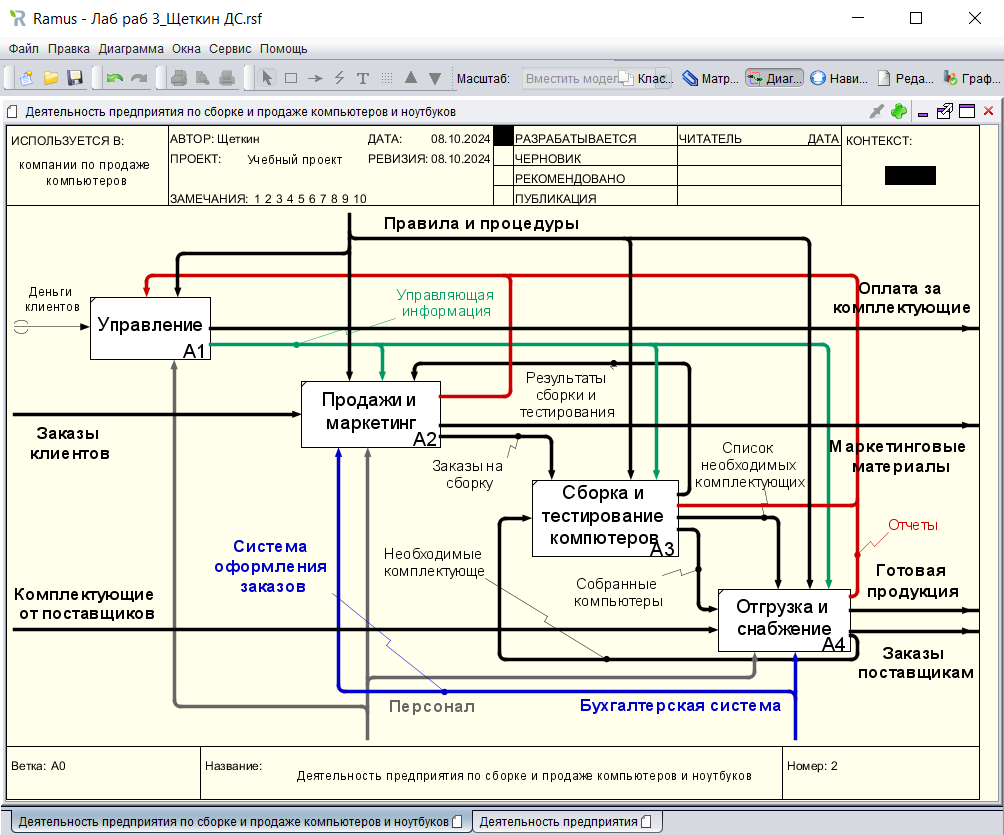 Ramus - Лаб раб 3_Щеткин ДС.rsf
Файл Правка Диаграмма Окна Сервис Помощь
Масштаб: Вместить модел Клас... Матр... Диаг... Нави... Реда... Граф...
Деятельность предприятия по сборке и продаже компьютеров и ноутбуков
ИСПОЛЬЗУЕТСЯ В:
компании по продаже
компьютеров
АВТОР: Щеткин ДАТА: 08.10.2024
ПРОЕКТ: Учебный проект РЕВИЗИЯ: 08.10.2024
ЗАМЕЧАНИЯ: 1 2 3 4 5 6 7 8 9 10
РАЗРАБАТЫВАЕТСЯ
ЧЕРНОВИК
РЕКОМЕНДОВАНО
ПУБЛИКАЦИЯ
ЧИТАТЕЛЬ ДАТА
КОНТЕКСТ:
Правила и процедуры
Деньги
клиентов
Управление
A1
Управляющая
информация
Оплата за
комплектующие
Продажи и
маркетинг
A2
Результаты
сборки и
тестирования
Заказы
клиентов
Заказы на
сборку
Список
необходимых
комплектующих
Маркетинговые
материалы
Сборка и
тестирование
компютеров
A3
Отчеты
Система
оформления
заказов
Необходимые
комплектующе
Собранные
компьютеры
Готовая
продукция
Комплектующие
от поставщиков
Отгрузка и
снабжение
A4
Заказы
поставщикам
Персонал
Бухгалтерская система
Ветка: A0
Название:
Деятельность предприятия по сборке и продаже компьютеров и ноутбуков
Номер: 2
Деятельность предприятия по сборке и продаже компьютеров и ноутбуков
Деятельность предприятия